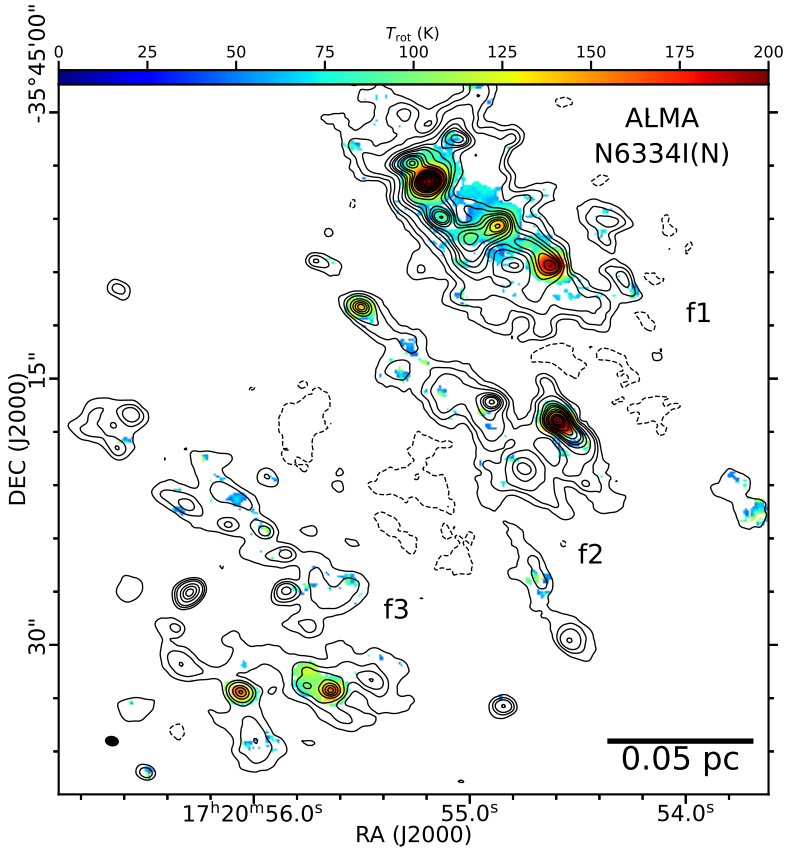 T_rot (K)
0 25 50 75 100 125 150 175 200
-35°45'00"
ALMA
N6334I(N)
f1
15"
DEC (J2000)
f2
f3
30"
0.05 pc
17ʰ20ᵐ56.0ˢ 55.0ˢ 54.0ˢ
RA (J2000)